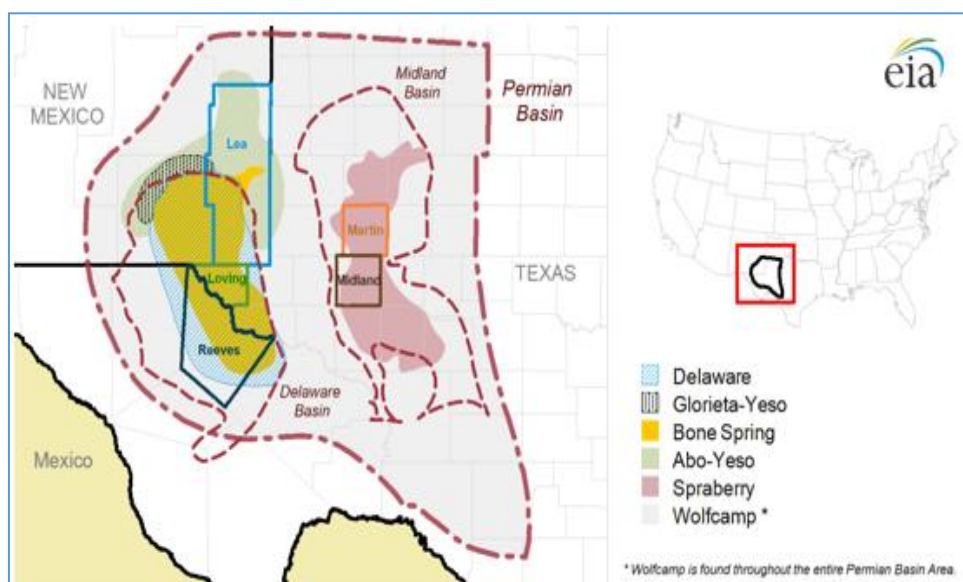 NEW
MEXICO
Midland
Basin
Permian
Basin
Lea
Martin
Loving
Midland
TEXAS
Reeves
Delaware
Basin
Mexico
eia
Delaware
Glorieta-Yeso
Bone Spring
Abo-Yeso
Spraberry
Wolfcamp *
* Wolfcamp is found throughout the entire Permian Basin Area.